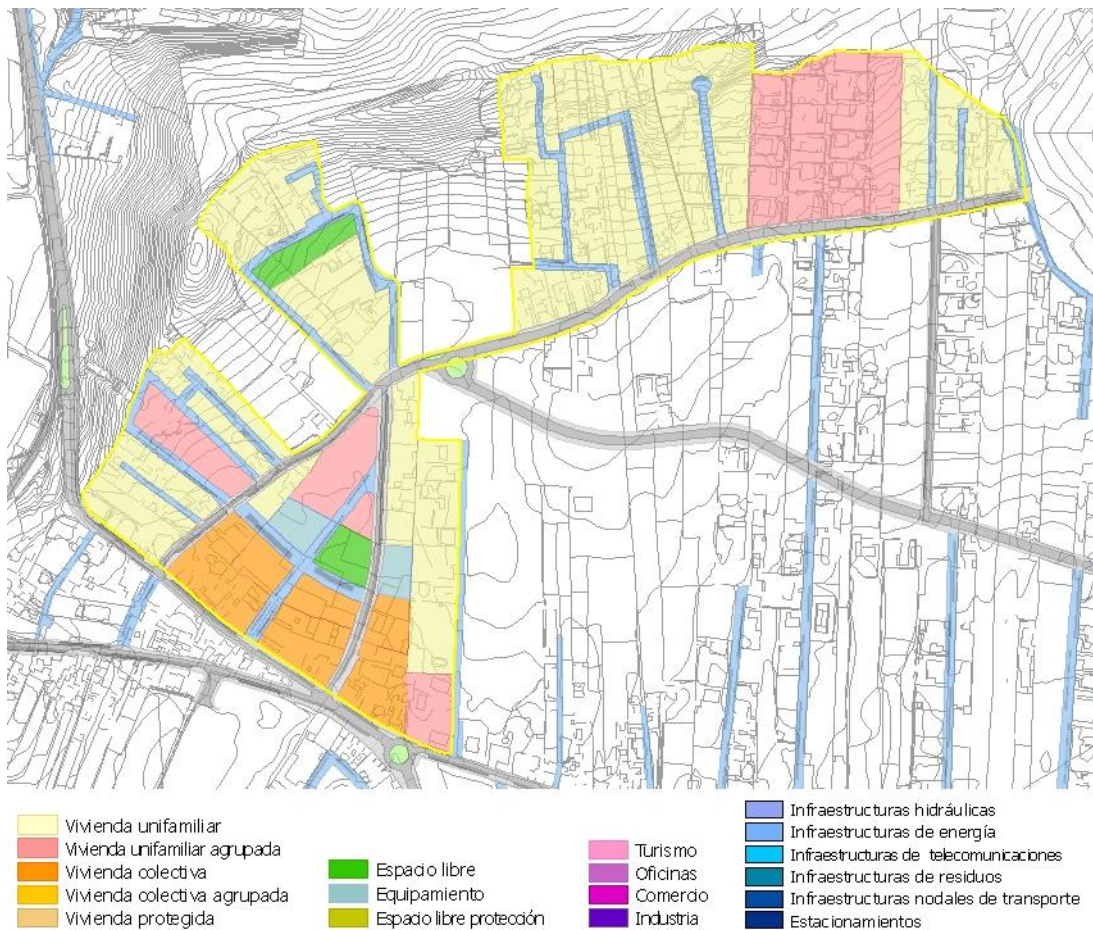 Vivienda unifamiliar
Vivienda unifamiliar agrupada
Vivienda colectiva
Vivienda colectiva agrupada
Vivienda protegida
Espacio libre
Equipamiento
Espacio libre protección
Turismo
Oficinas
Comercio
Industria
Infraestructuras hidráulicas
Infraestructuras de energía
Infraestructuras de telecomunicaciones
Infraestructuras de residuos
Infraestructuras nodales de transporte
Estacionamientos